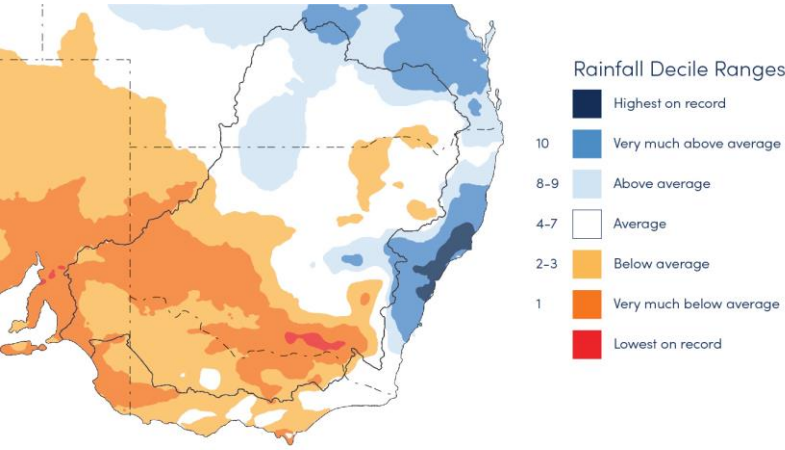 Rainfall Decile Ranges
Highest on record
10 Very much above average
8-9 Above average
4-7 Average
2-3 Below average
1 Very much below average
Lowest on record